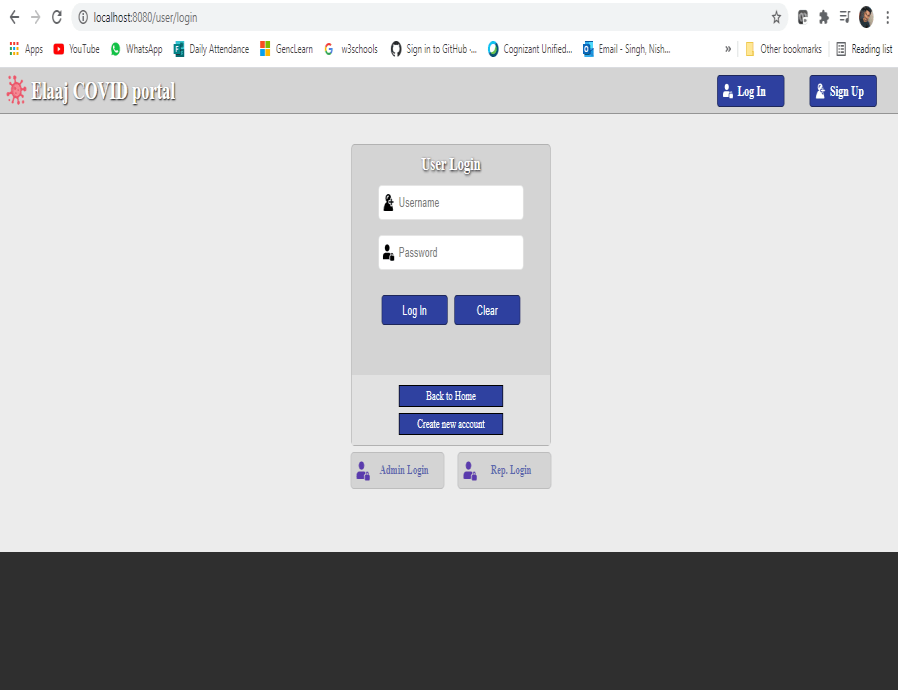 localhost:8080/user/login
Apps YouTube WhatsApp Daily Attendance GencLearn w3schools Sign in to GitHub ·... Cognizant Unified... Email - Singh, Nish... » Other bookmarks Reading list
Elaaj COVID portal Log In Sign Up
User Login
Username
Password
Log In Clear
Back to Home
Create new account
Admin Login Rep. Login